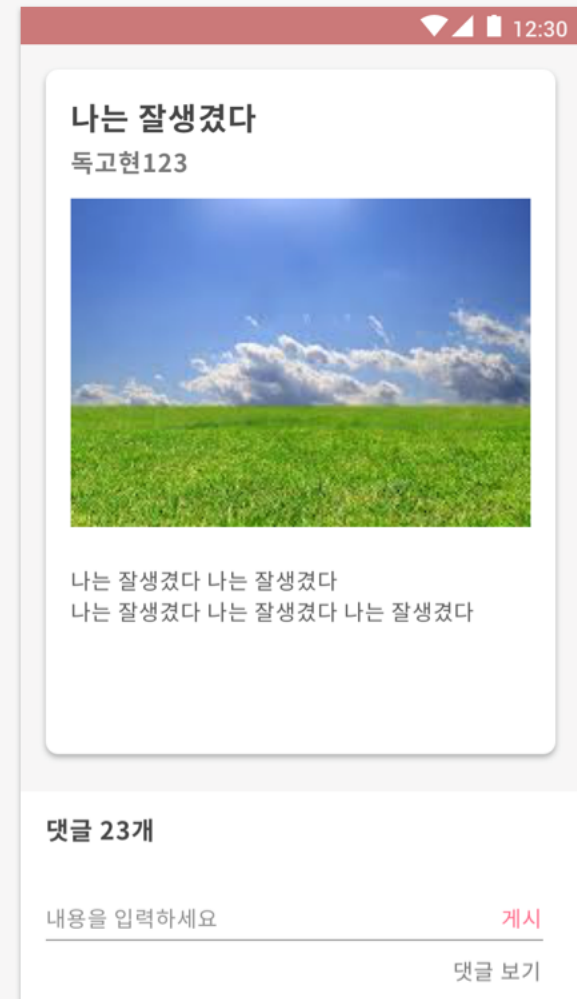 12:30
나는 잘생겼다
독고현123
나는 잘생겼다 나는 잘생겼다
나는 잘생겼다 나는 잘생겼다 나는 잘생겼다
댓글 23개
내용을 입력하세요 게시
댓글 보기